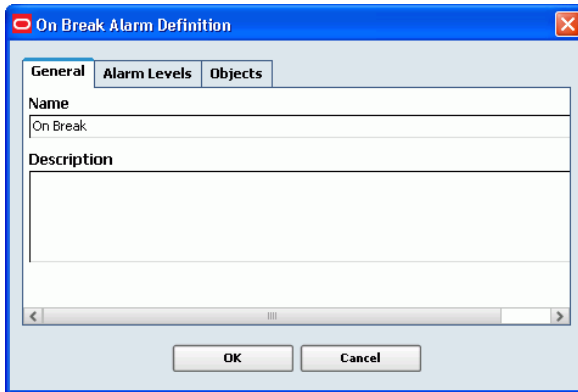 On Break Alarm Definition
General Alarm Levels Objects
Name
On Break
Description
OK Cancel